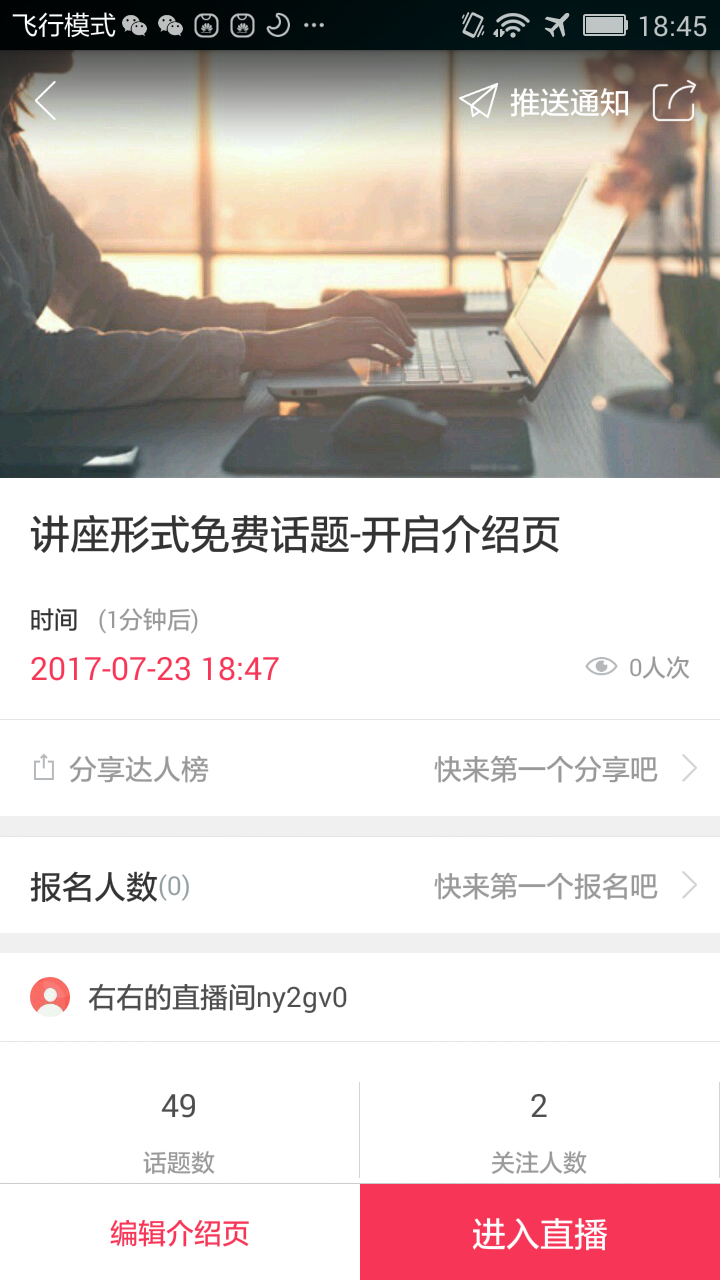 飞行模式 ··· 18:45
推送通知
讲座形式免费话题-开启介绍页
时间 (1分钟后)
2017-07-23 18:47 0人次
分享达人榜 快来第一个分享吧
报名人数(0) 快来第一个报名吧
右右的直播间ny2gv0
49 2
话题数 关注人数
编辑介绍页 进入直播